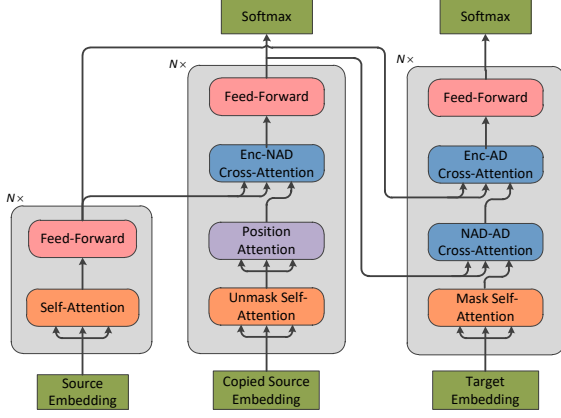 Softmax
Softmax
N×
N×
Feed-Forward
Feed-Forward
Enc-NAD
Cross-Attention
Enc-AD
Cross-Attention
N×
Feed-Forward
Position
Attention
NAD-AD
Cross-Attention
Self-Attention
Unmask Self-
Attention
Mask Self-
Attention
Source
Embedding
Copied Source
Embedding
Target
Embedding